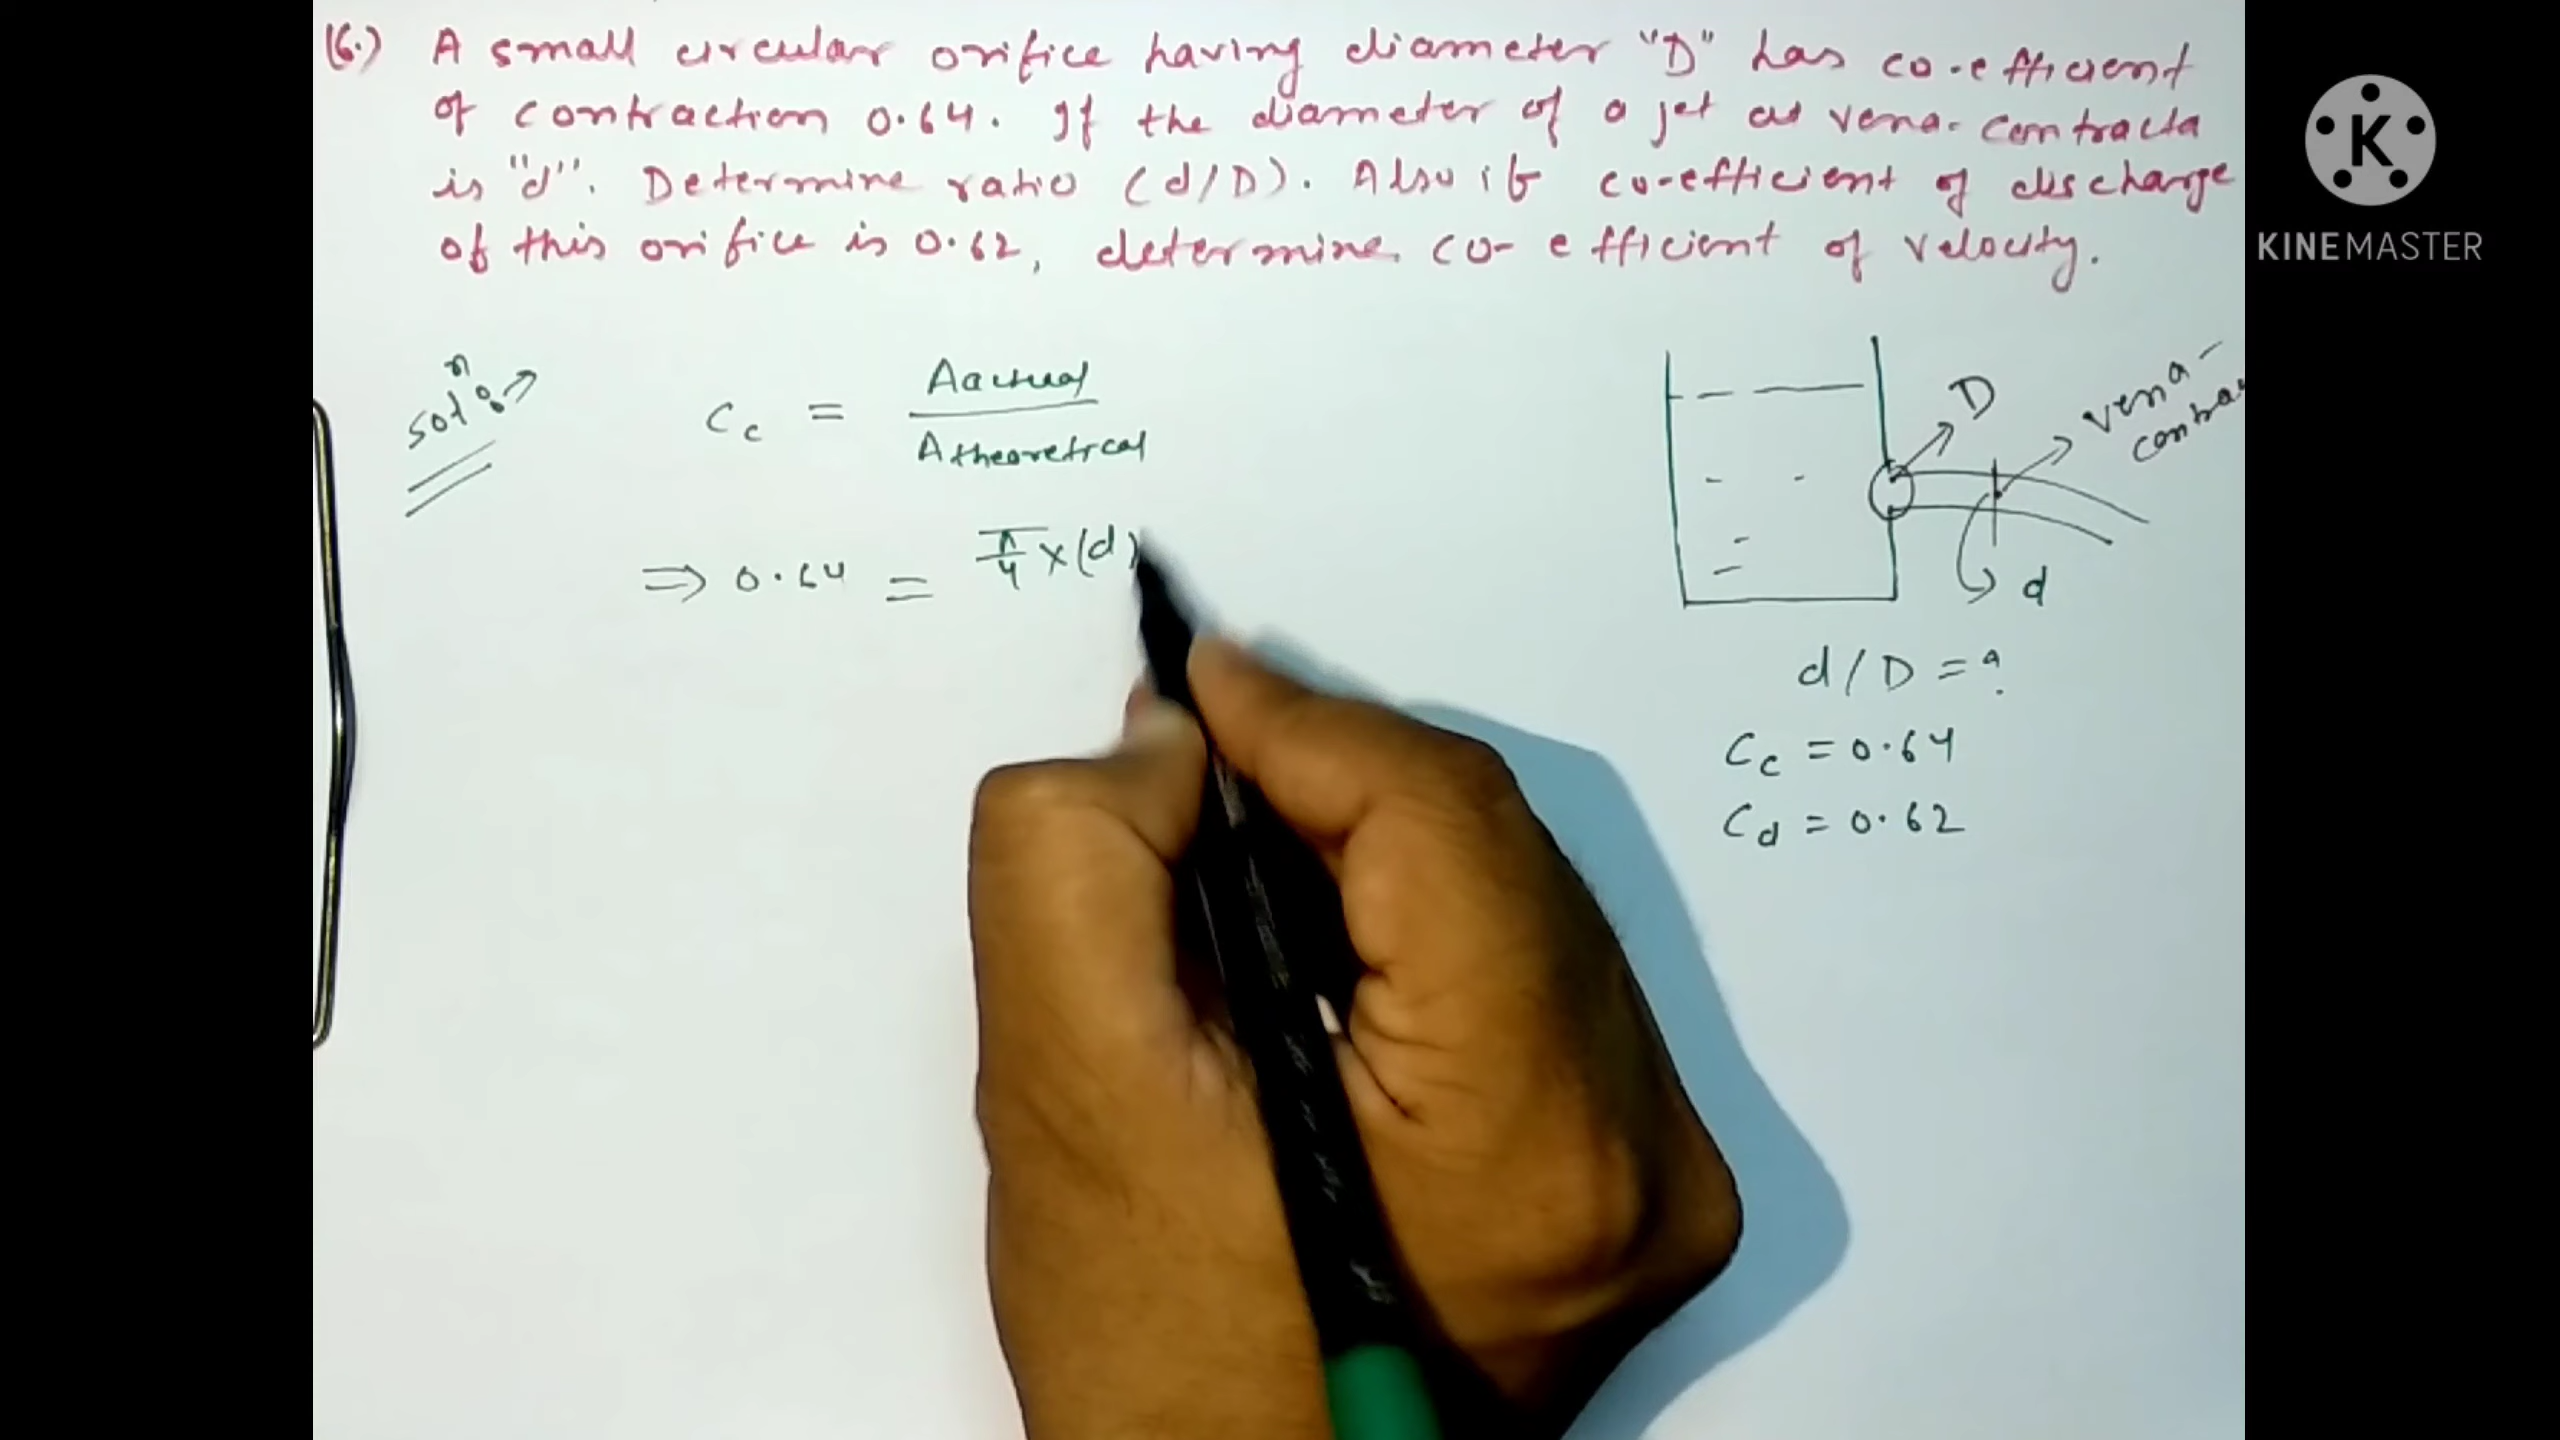 (6.) A small circular orifice having diameter "D" has co-efficient
of contraction 0.64. If the diameter of a jet at vena-contracta
is "d". Determine ratio (d/D). Also if co-efficient of discharge
of this orifice is 0.62, determine co-efficient of velocity.
K
KINEMASTER
solⁿ:→
Cc = Aactual / Atheoretical
⇒ 0.64 = π/4 × (d)
D
vena-
contrac
d
d/D = ?
Cc = 0.64
Cd = 0.62